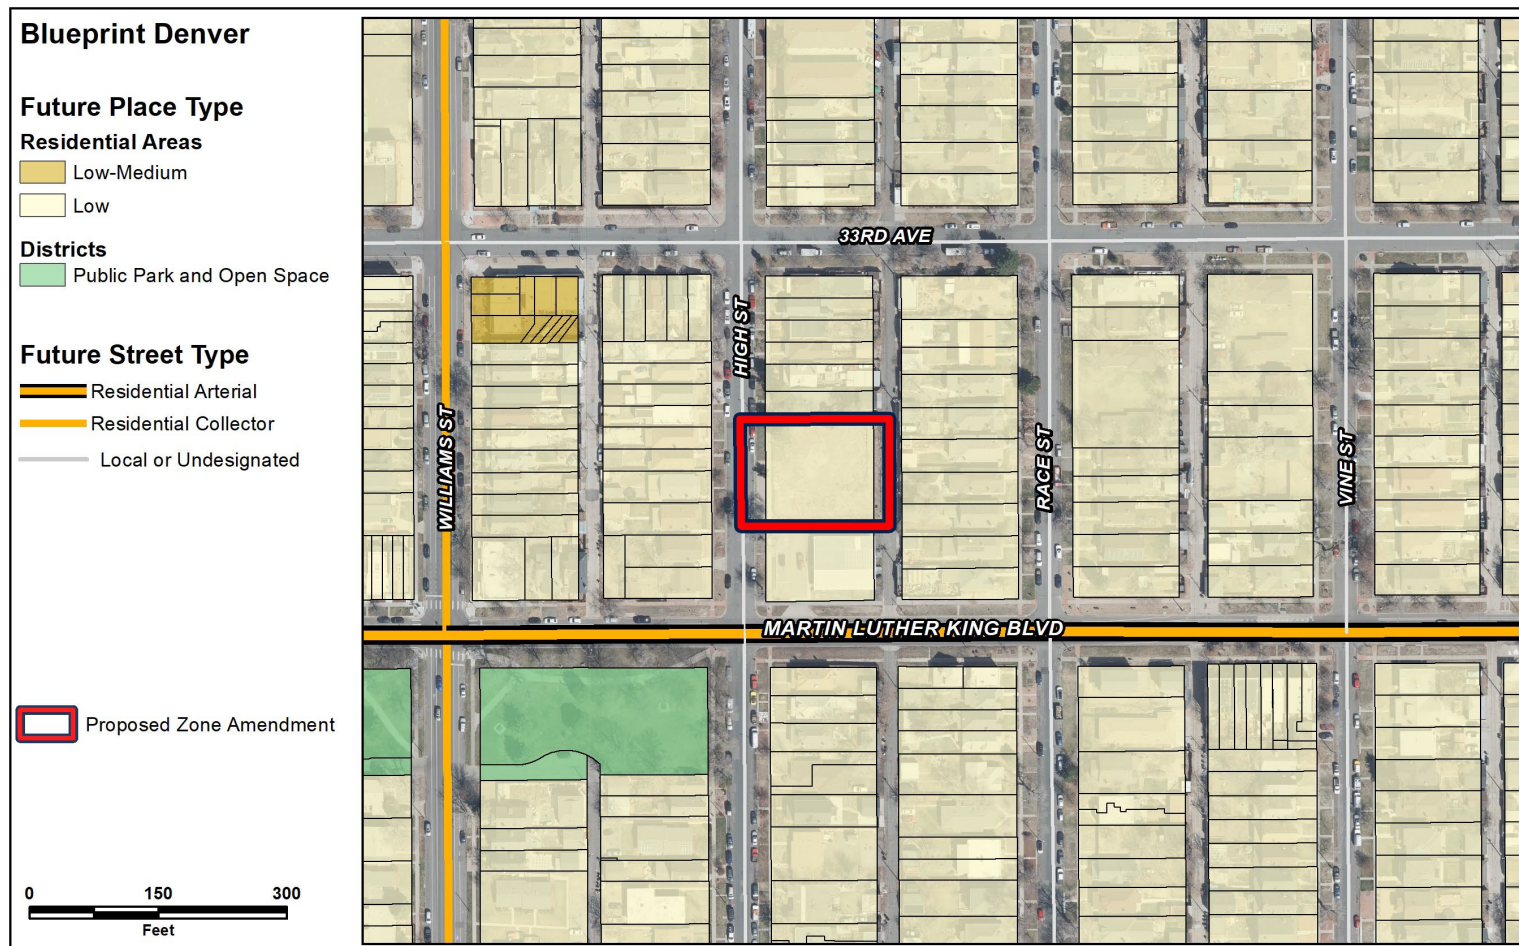 Blueprint Denver
Future Place Type
Residential Areas
Low-Medium
Low
Districts
Public Park and Open Space
Future Street Type
Residential Arterial
Residential Collector
Local or Undesignated
Proposed Zone Amendment
0 150 300
Feet
33RD AVE
HIGH ST
WILLIAMS ST
RACE ST
VINE ST
MARTIN LUTHER KING BLVD